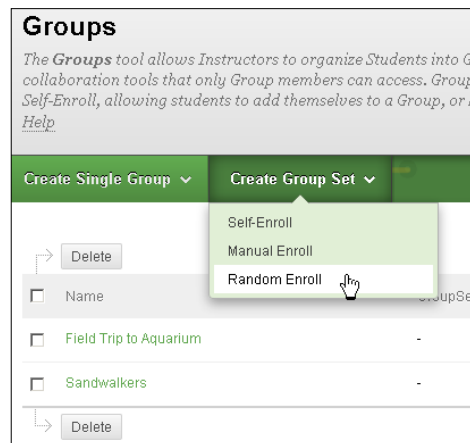 Groups
The Groups tool allows Instructors to organize Students into G
collaboration tools that only Group members can access. Group
Self-Enroll, allowing students to add themselves to a Group, or
Help
Create Single Group
Create Group Set
Self-Enroll
Manual Enroll
Random Enroll
Delete
Name
Field Trip to Aquarium
-
Sandwalkers
-
Delete